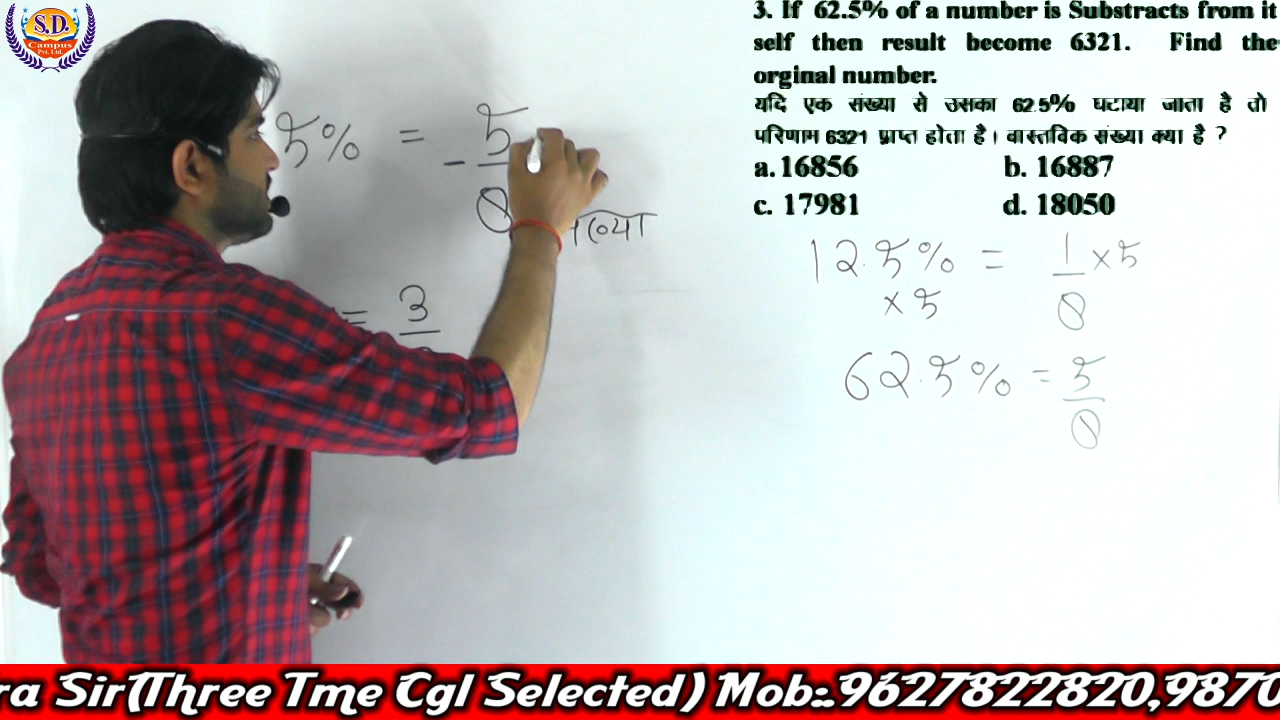 S.D.
Campus
Pvt. Ltd.
3. If 62.5% of a number is Substracts from it
self then result become 6321. Find the
orginal number.
यदि एक संख्या से उसका 62.5% घटाया जाता है तो
परिणाम 6321 प्राप्त होता है। वास्तविक संख्या क्या है ?
a. 16856 b. 16887
c. 17981 d. 18050
5% = - 5
8
= 3
12.5% = 1 × 5
× 5 8
62.5% = 5
8
ra Sir(Three Tme Cgl Selected) Mob:.9627822820,9870